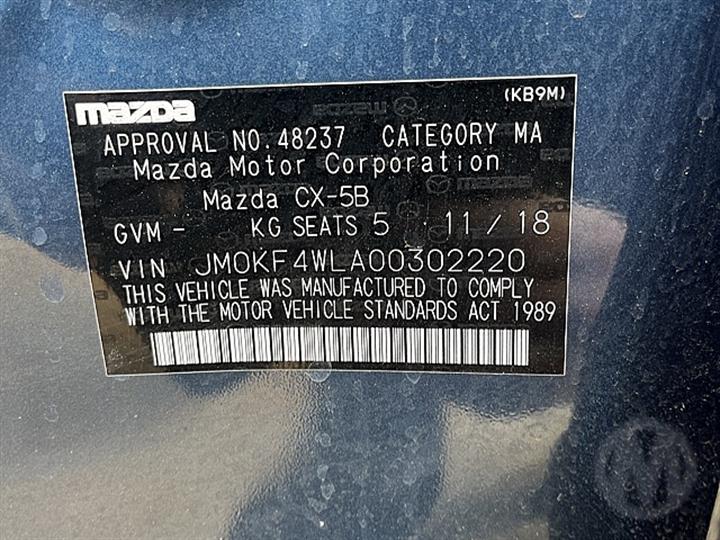 mazda (KB9M)
APPROVAL NO.48237 CATEGORY MA
Mazda Motor Corporation
Mazda CX-5B
GVM - KG SEATS 5 11/18
VIN JM0KF4WLA00302220
THIS VEHICLE WAS MANUFACTURED TO COMPLY
WITH THE MOTOR VEHICLE STANDARDS ACT 1989
M